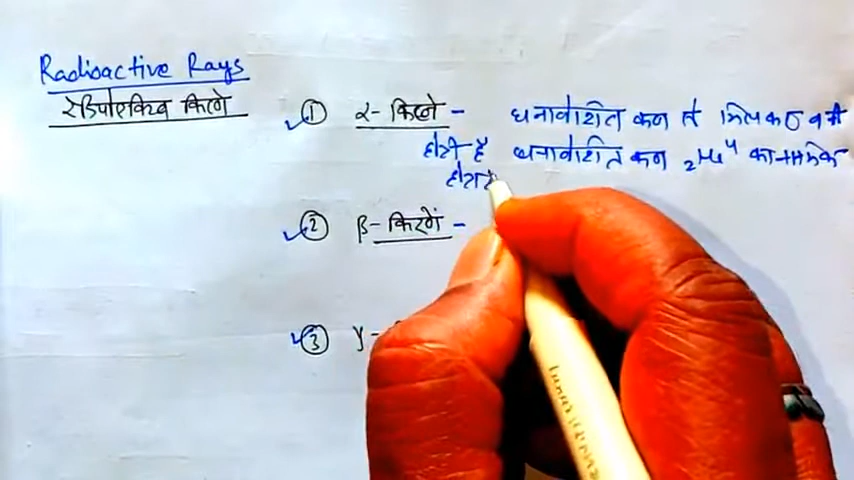 Radioactive Rays
रेडियोएक्टिव किरणे
① α- किरणे - धनावेशित कण से मिलकर बनी
होती है धनावेशित कण ₂He⁴ का नाभिक
होता है
② β- किरणें -
③ γ-